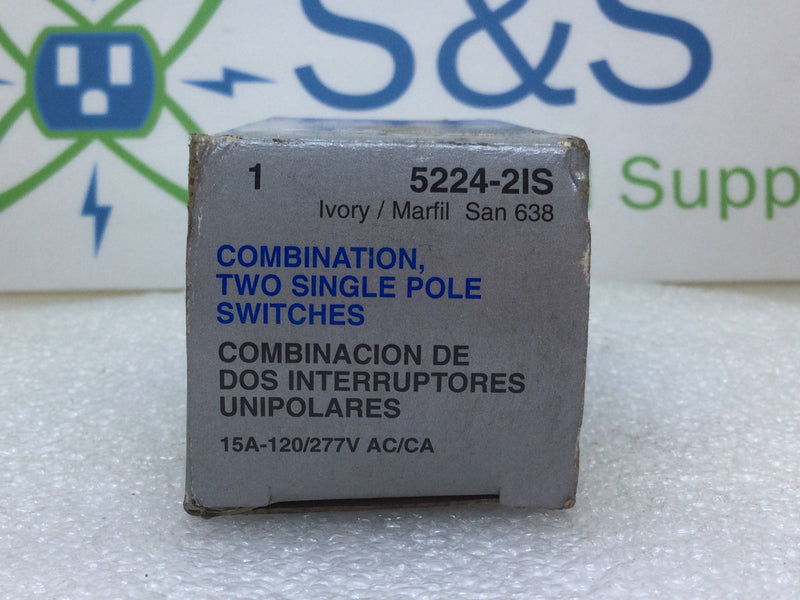 S&S
Supp
1 5224-2IS
Ivory / Marfil San 638
COMBINATION,
TWO SINGLE POLE
SWITCHES
COMBINACION DE
DOS INTERRUPTORES
UNIPOLARES
15A-120/277V AC/CA